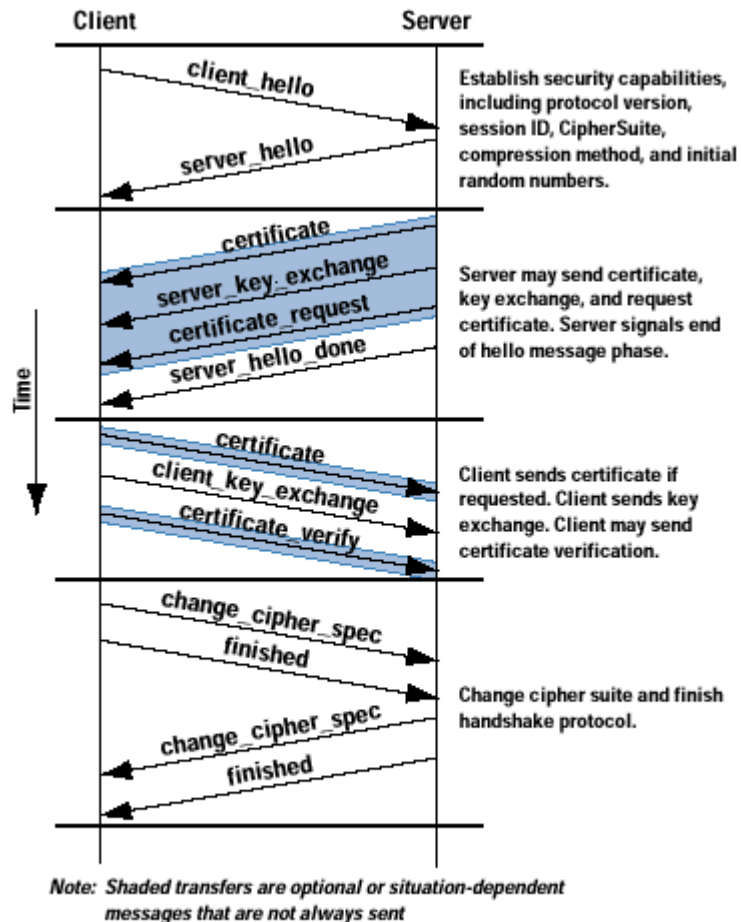 Client
Server
client_hello
server_hello
Establish security capabilities,
including protocol version,
session ID, CipherSuite,
compression method, and initial
random numbers.
certificate
server_key_exchange
certificate_request
server_hello_done
Server may send certificate,
key exchange, and request
certificate. Server signals end
of hello message phase.
Time
certificate
client_key_exchange
certificate_verify
Client sends certificate if
requested. Client sends key
exchange. Client may send
certificate verification.
change_cipher_spec
finished
change_cipher_spec
finished
Change cipher suite and finish
handshake protocol.
Note: Shaded transfers are optional or situation-dependent
messages that are not always sent